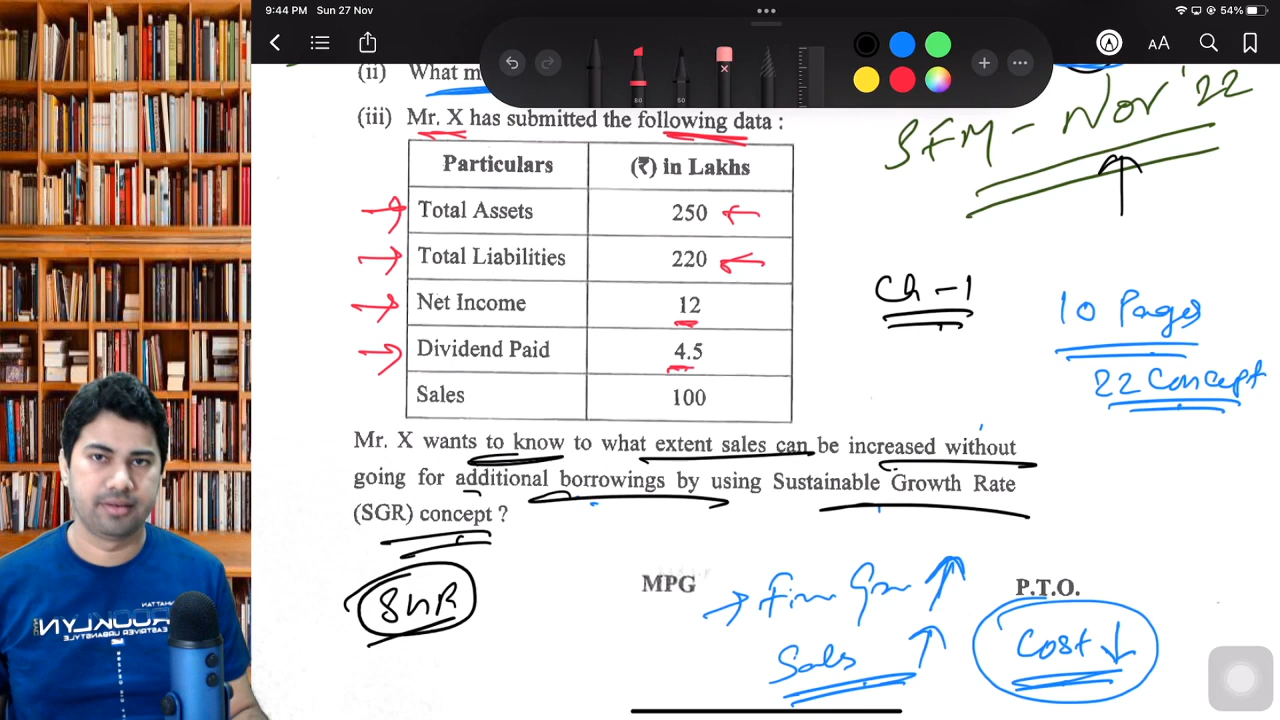 9:44 PM Sun 27 Nov
54%
AA
80
50
(ii) What m
(iii) Mr. X has submitted the following data :
Particulars (₹) in Lakhs
Total Assets 250
Total Liabilities 220
Net Income 12
Dividend Paid 4.5
Sales 100
Mr. X wants to know to what extent sales can be increased without
going for additional borrowings by using Sustainable Growth Rate
(SGR) concept ?
MPG P.T.O.
SFM - Nov '22
Ch - 1
10 Pages
22 Concept
Sales
Cost ↓